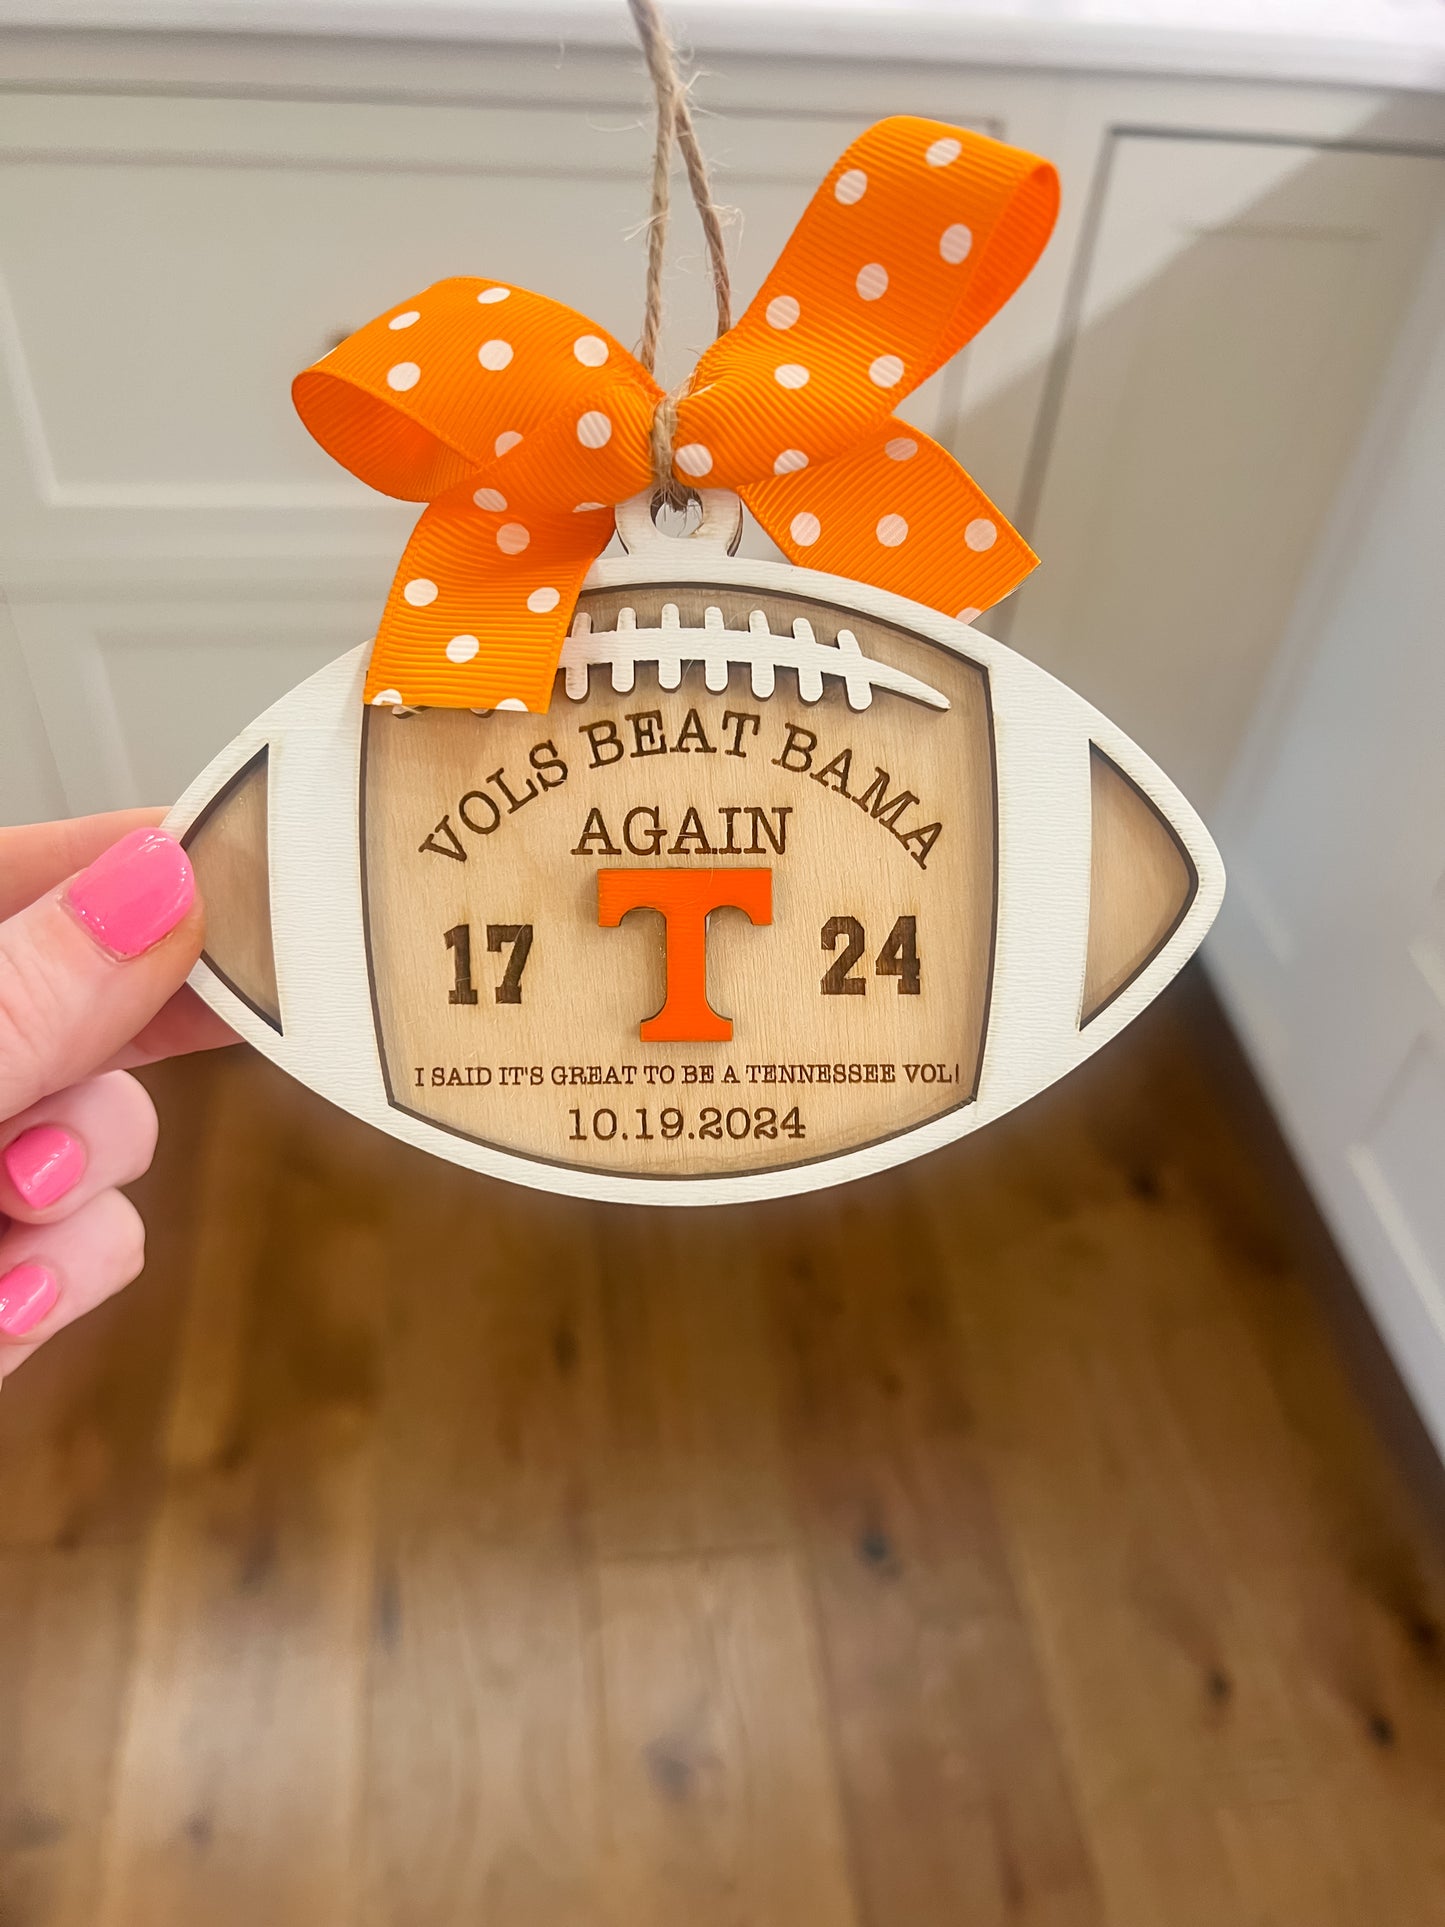 VOLS BEAT BAMA
AGAIN
17 T 24
I SAID IT'S GREAT TO BE A TENNESSEE VOL!
10.19.2024